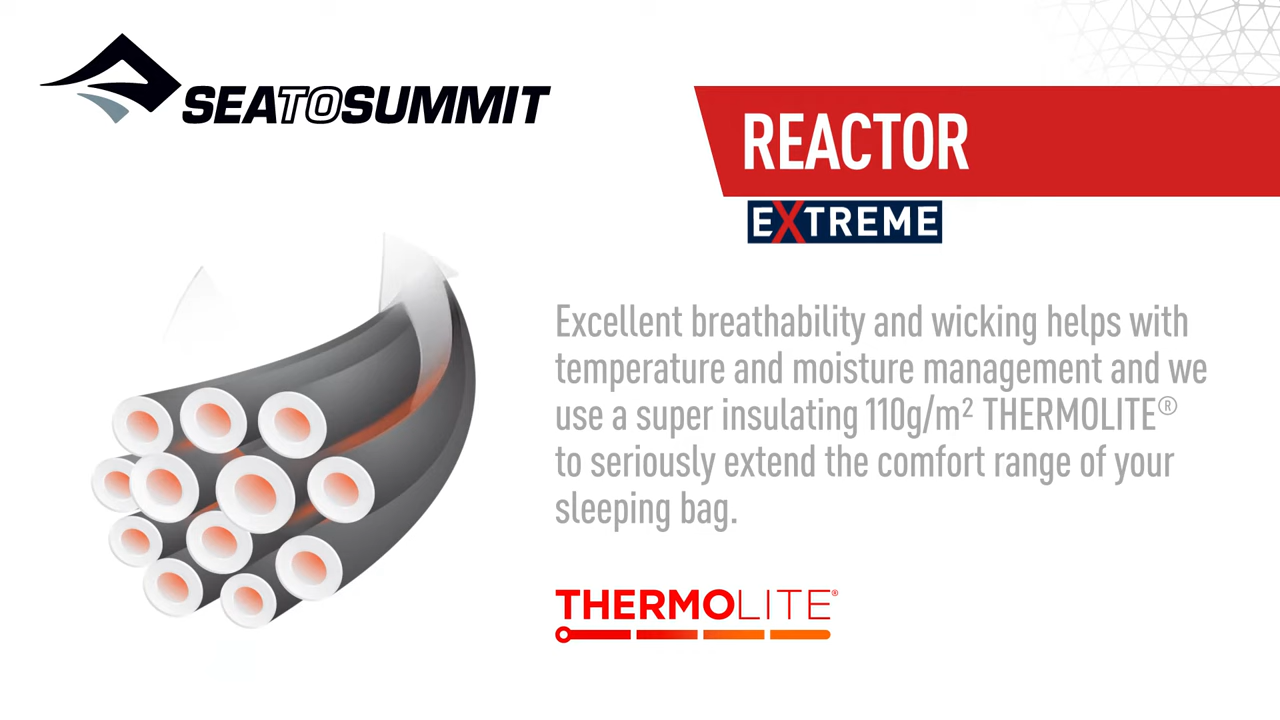 SEATOSUMMIT
REACTOR
EXTREME
Excellent breathability and wicking helps with
temperature and moisture management and we
use a super insulating 110g/m² THERMOLITE®
to seriously extend the comfort range of your
sleeping bag.
THERMOLITE®